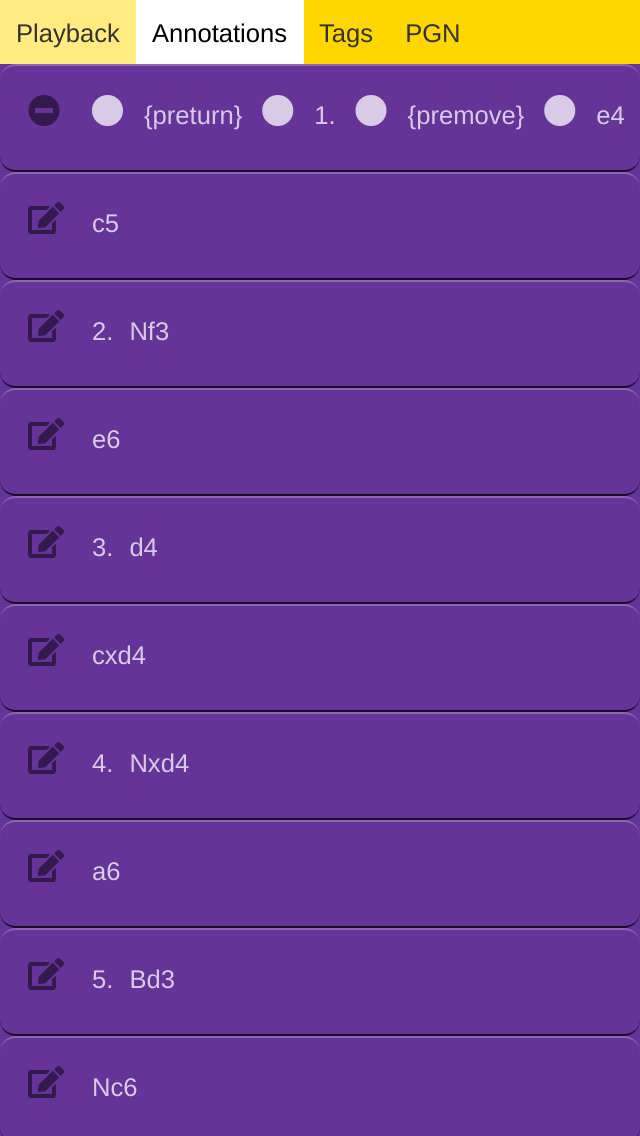 Playback Annotations Tags PGN
{preturn} 1. {premove} e4
c5
2. Nf3
e6
3. d4
cxd4
4. Nxd4
a6
5. Bd3
Nc6